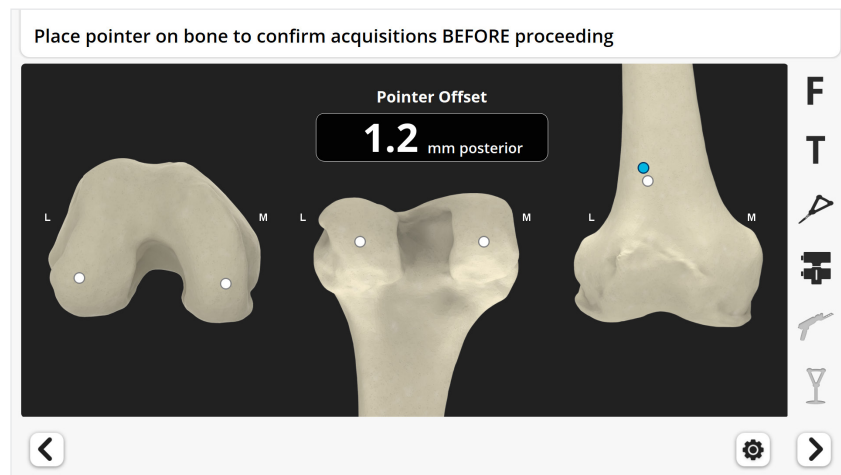 Place pointer on bone to confirm acquisitions BEFORE proceeding
Pointer Offset
1.2 mm posterior
L M
L M
L M
F
T